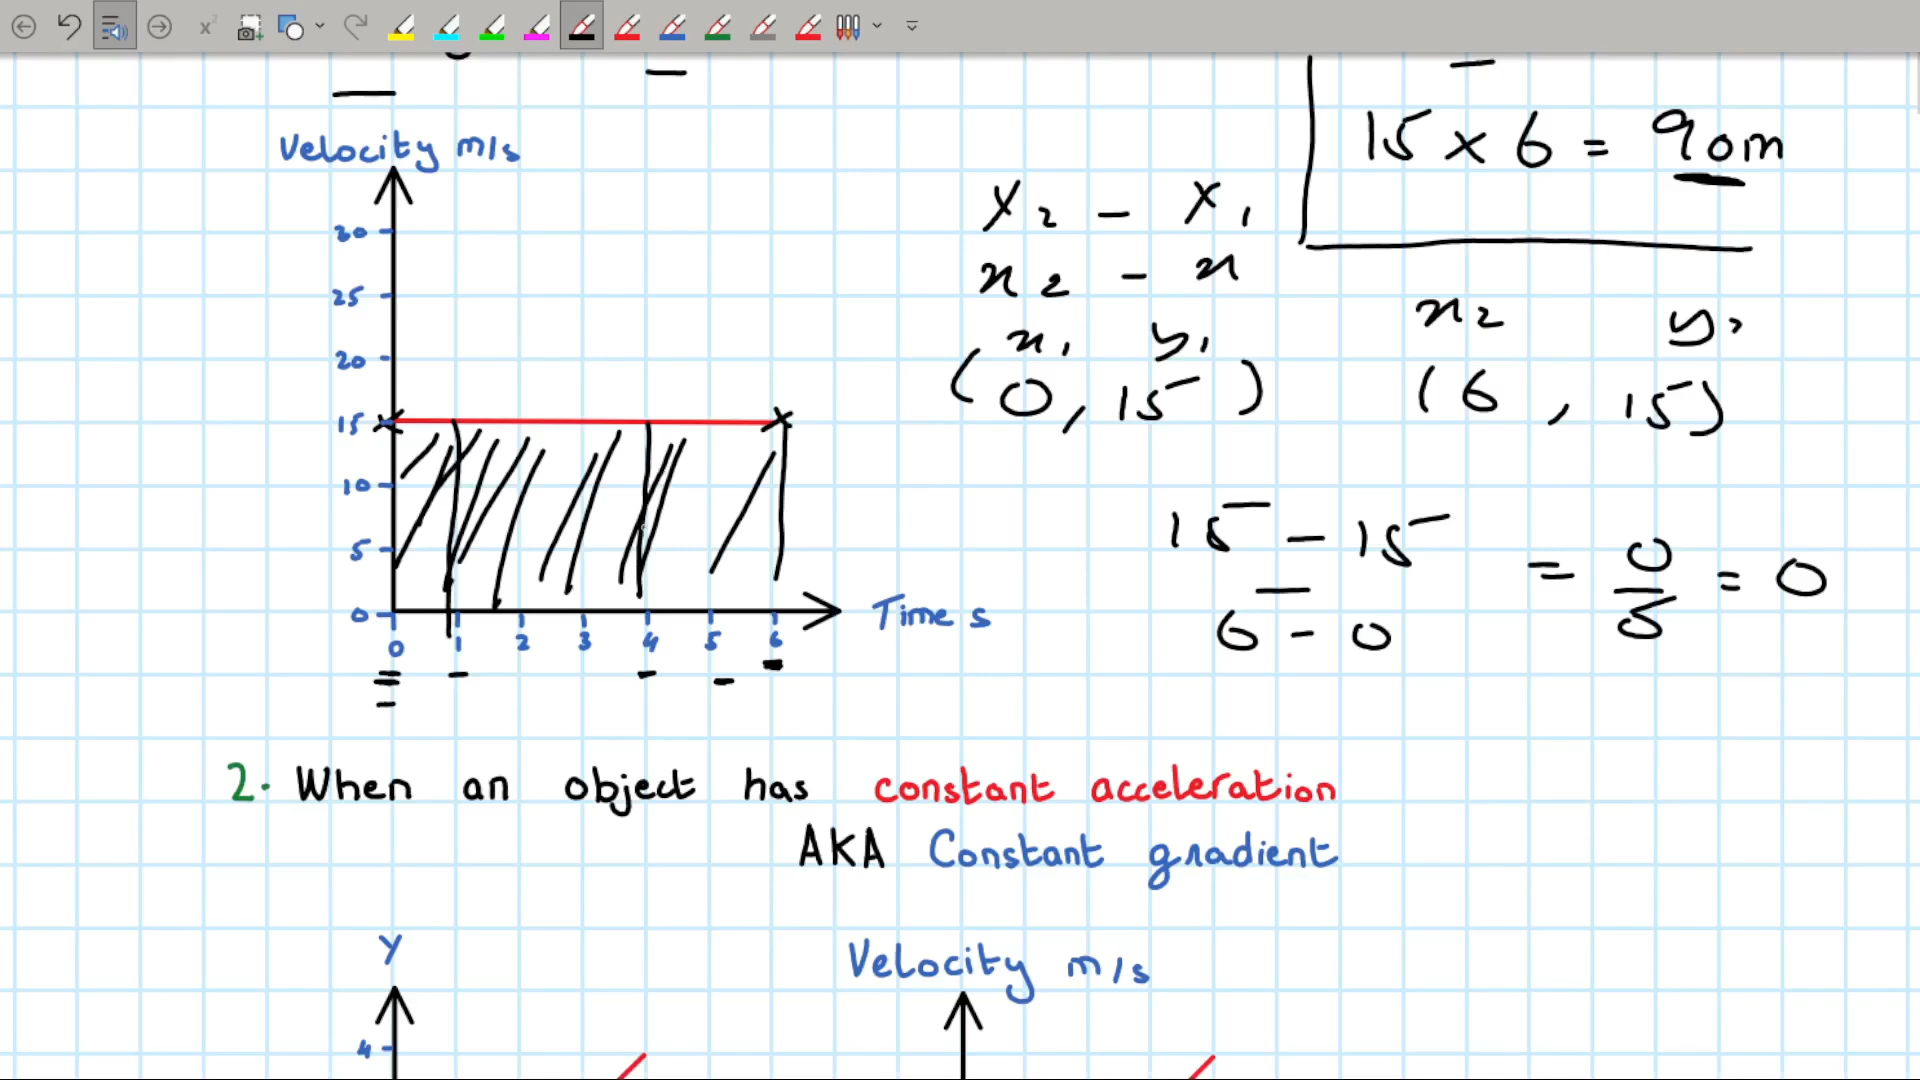 Velocity m/s
30
25
20
15
10
5
0
0 1 2 3 4 5 6
Time s
15 x 6 = 90m
X2 - X1
x2 - x
x1 y1
(0, 15)
x2 y2
(6, 15)
15 - 15
6 - 0
= 0/5 = 0
2. When an object has constant acceleration
AKA Constant gradient
Y
4
Velocity m/s